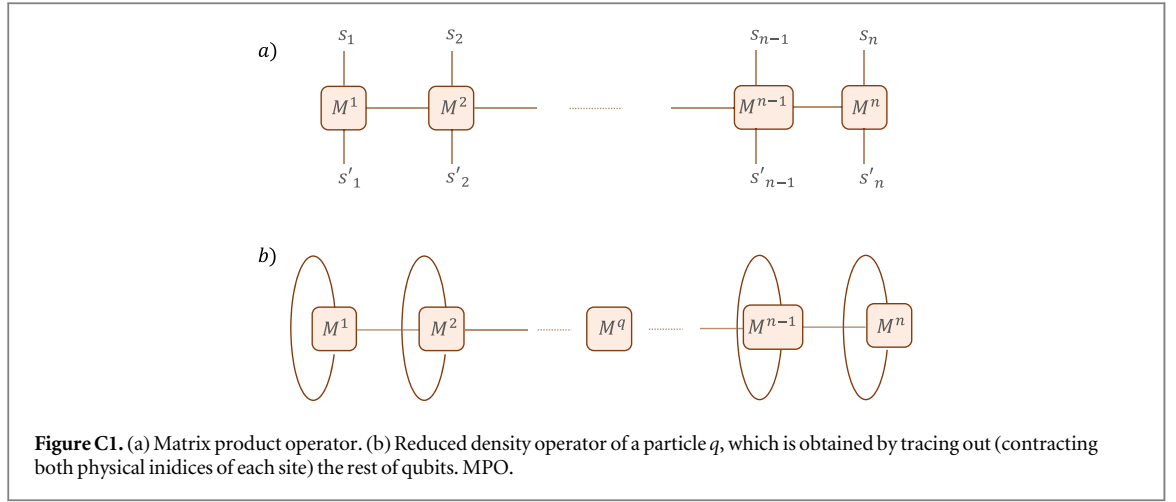 a)
s₁ s₂ sₙ₋₁ sₙ
M¹ M² Mⁿ⁻¹ Mⁿ
s'₁ s'₂ s'ₙ₋₁ s'ₙ
b)
M¹ M² M^q Mⁿ⁻¹ Mⁿ
Figure C1. (a) Matrix product operator. (b) Reduced density operator of a particle q, which is obtained by tracing out (contracting
both physical inidices of each site) the rest of qubits. MPO.